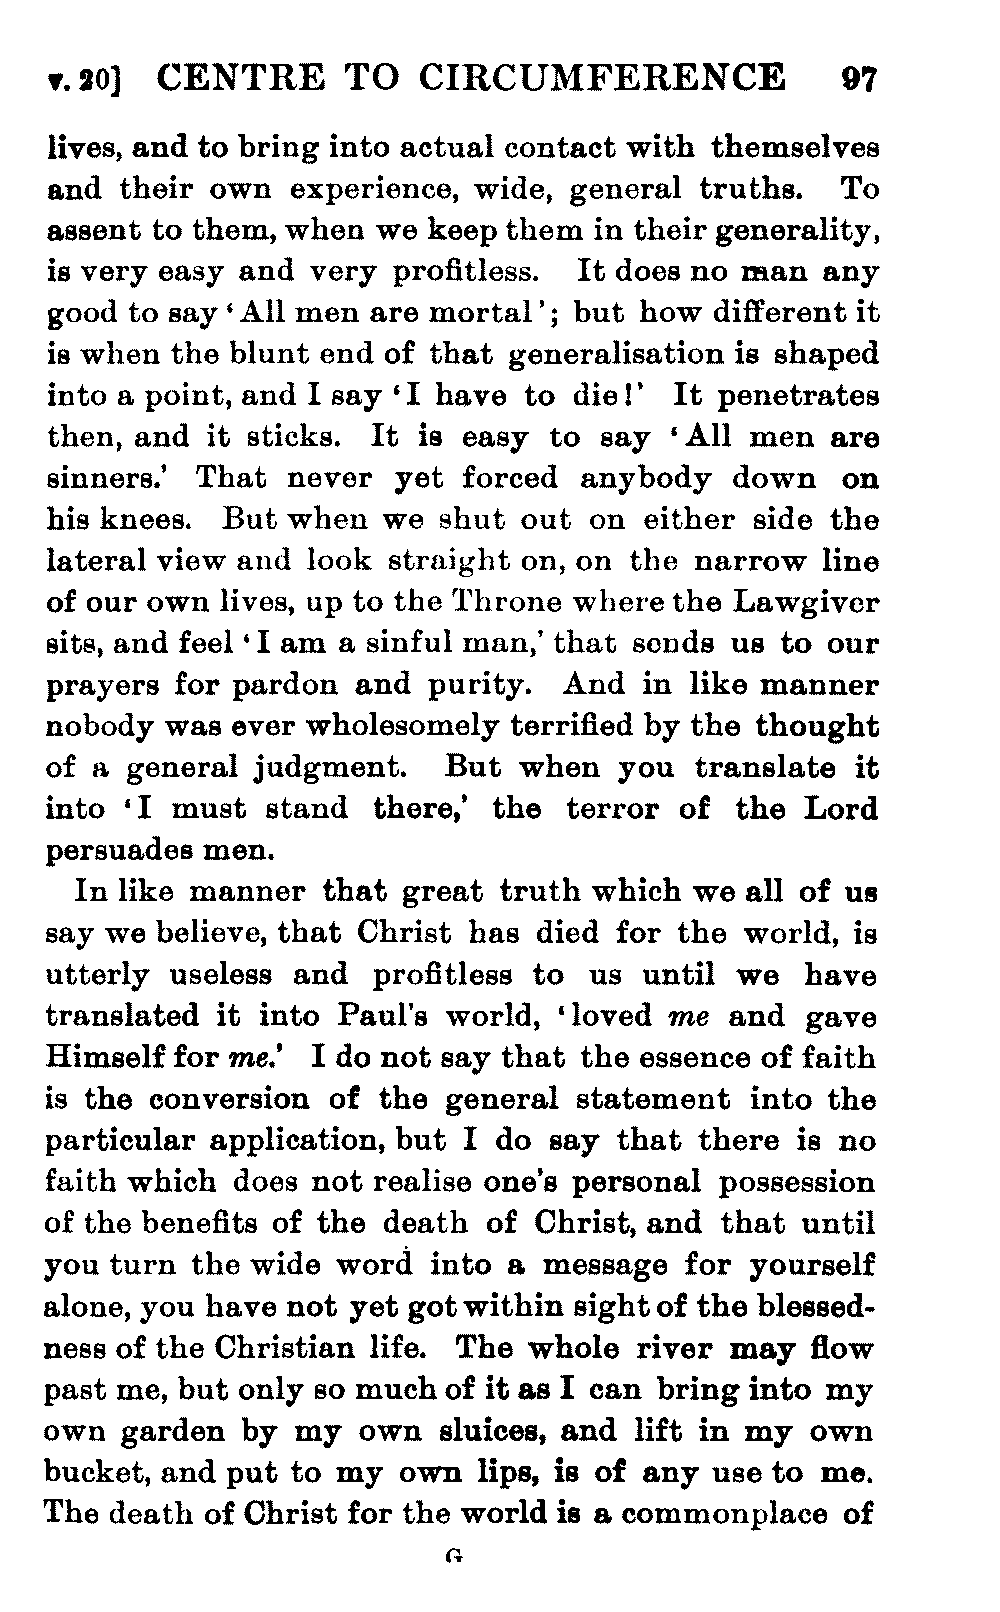 v. 20] CENTRE TO CIRCUMFERENCE 97
lives, and to bring into actual contact with themselves
and their own experience, wide, general truths. To
assent to them, when we keep them in their generality,
is very easy and very profitless. It does no man any
good to say ‘All men are mortal’; but how different it
is when the blunt end of that generalisation is shaped
into a point, and I say ‘I have to die!’ It penetrates
then, and it sticks. It is easy to say ‘All men are
sinners.’ That never yet forced anybody down on
his knees. But when we shut out on either side the
lateral view and look straight on, on the narrow line
of our own lives, up to the Throne where the Lawgiver
sits, and feel ‘I am a sinful man,’ that sends us to our
prayers for pardon and purity. And in like manner
nobody was ever wholesomely terrified by the thought
of a general judgment. But when you translate it
into ‘I must stand there,’ the terror of the Lord
persuades men.
In like manner that great truth which we all of us
say we believe, that Christ has died for the world, is
utterly useless and profitless to us until we have
translated it into Paul's world, ‘loved me and gave
Himself for me.’ I do not say that the essence of faith
is the conversion of the general statement into the
particular application, but I do say that there is no
faith which does not realise one's personal possession
of the benefits of the death of Christ, and that until
you turn the wide word into a message for yourself
alone, you have not yet got within sight of the blessed-
ness of the Christian life. The whole river may flow
past me, but only so much of it as I can bring into my
own garden by my own sluices, and lift in my own
bucket, and put to my own lips, is of any use to me.
The death of Christ for the world is a commonplace of
G